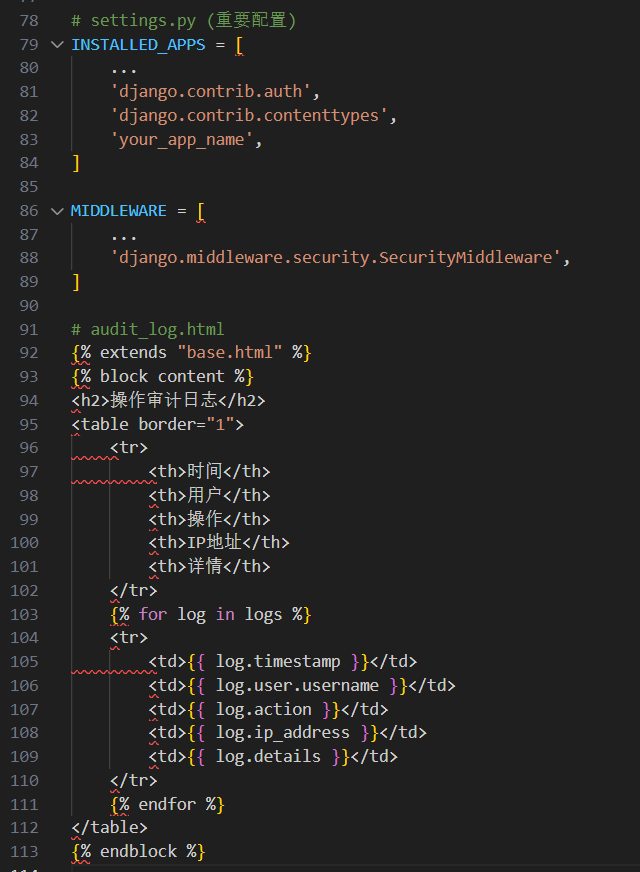 78 # settings.py (重要配置)
79 INSTALLED_APPS = [
80     ...
81     'django.contrib.auth',
82     'django.contrib.contenttypes',
83     'your_app_name',
84 ]
85
86 MIDDLEWARE = [
87     ...
88     'django.middleware.security.SecurityMiddleware',
89 ]
90
91 # audit_log.html
92 {% extends "base.html" %}
93 {% block content %}
94 <h2>操作审计日志</h2>
95 <table border="1">
96     <tr>
97         <th>时间</th>
98         <th>用户</th>
99         <th>操作</th>
100         <th>IP地址</th>
101         <th>详情</th>
102     </tr>
103     {% for log in logs %}
104     <tr>
105         <td>{{ log.timestamp }}</td>
106         <td>{{ log.user.username }}</td>
107         <td>{{ log.action }}</td>
108         <td>{{ log.ip_address }}</td>
109         <td>{{ log.details }}</td>
110     </tr>
111     {% endfor %}
112 </table>
113 {% endblock %}